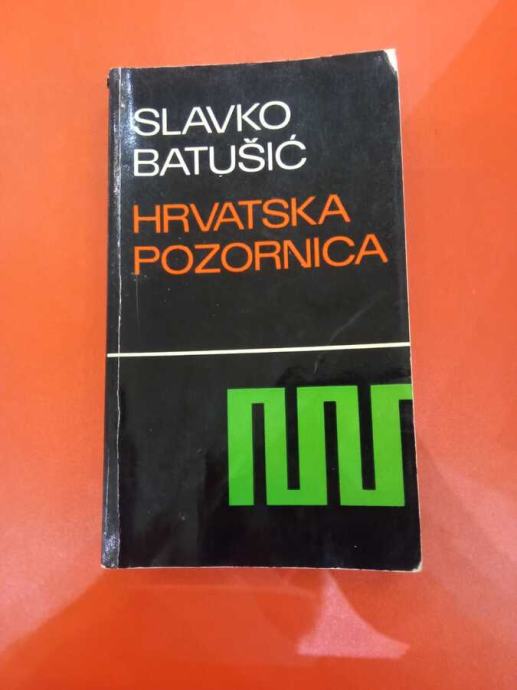 SLAVKO
BATUŠIĆ
HRVATSKA
POZORNICA